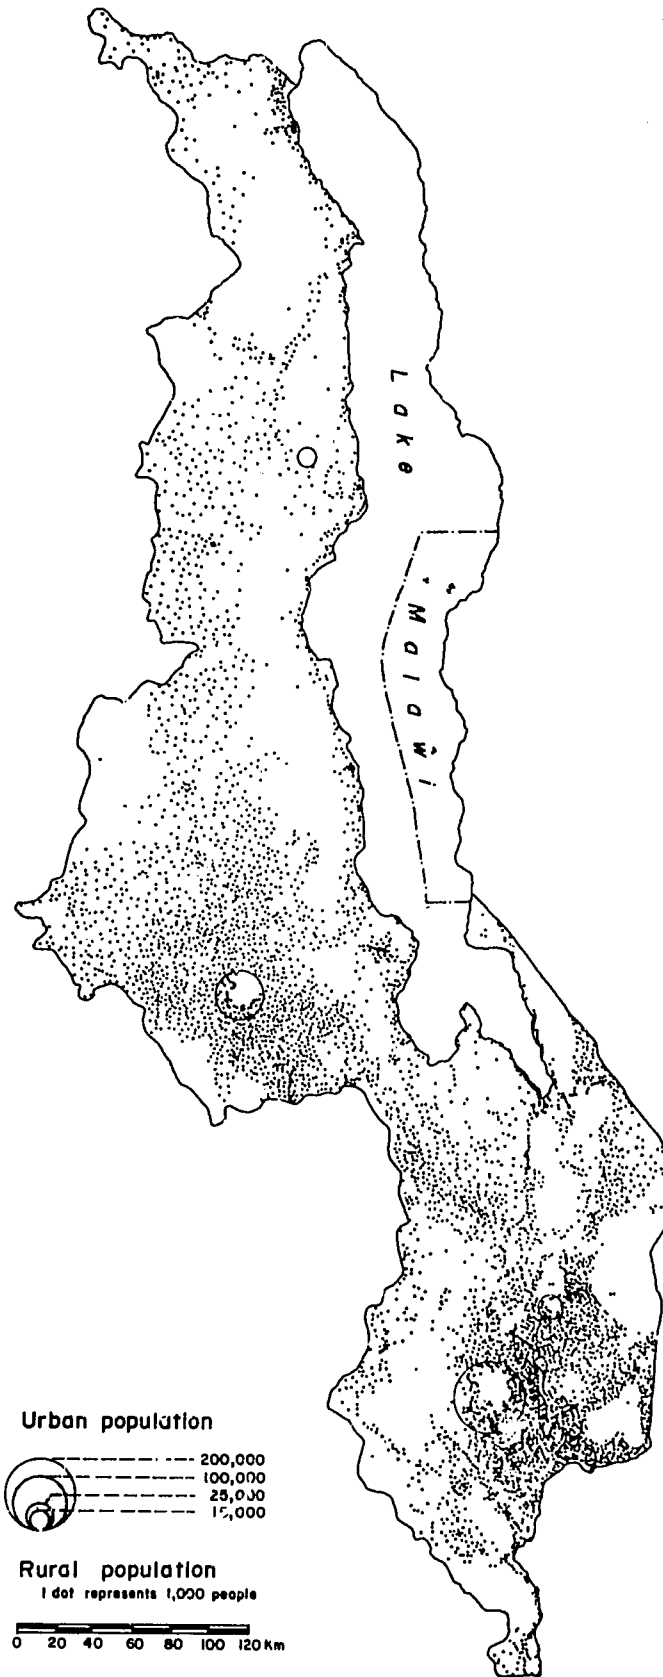 Lake
Malawi
Urban population
200,000
100,000
25,000
Rural population
1 dot represents 1,000 people
0 20 40 60 80 100 120 Km